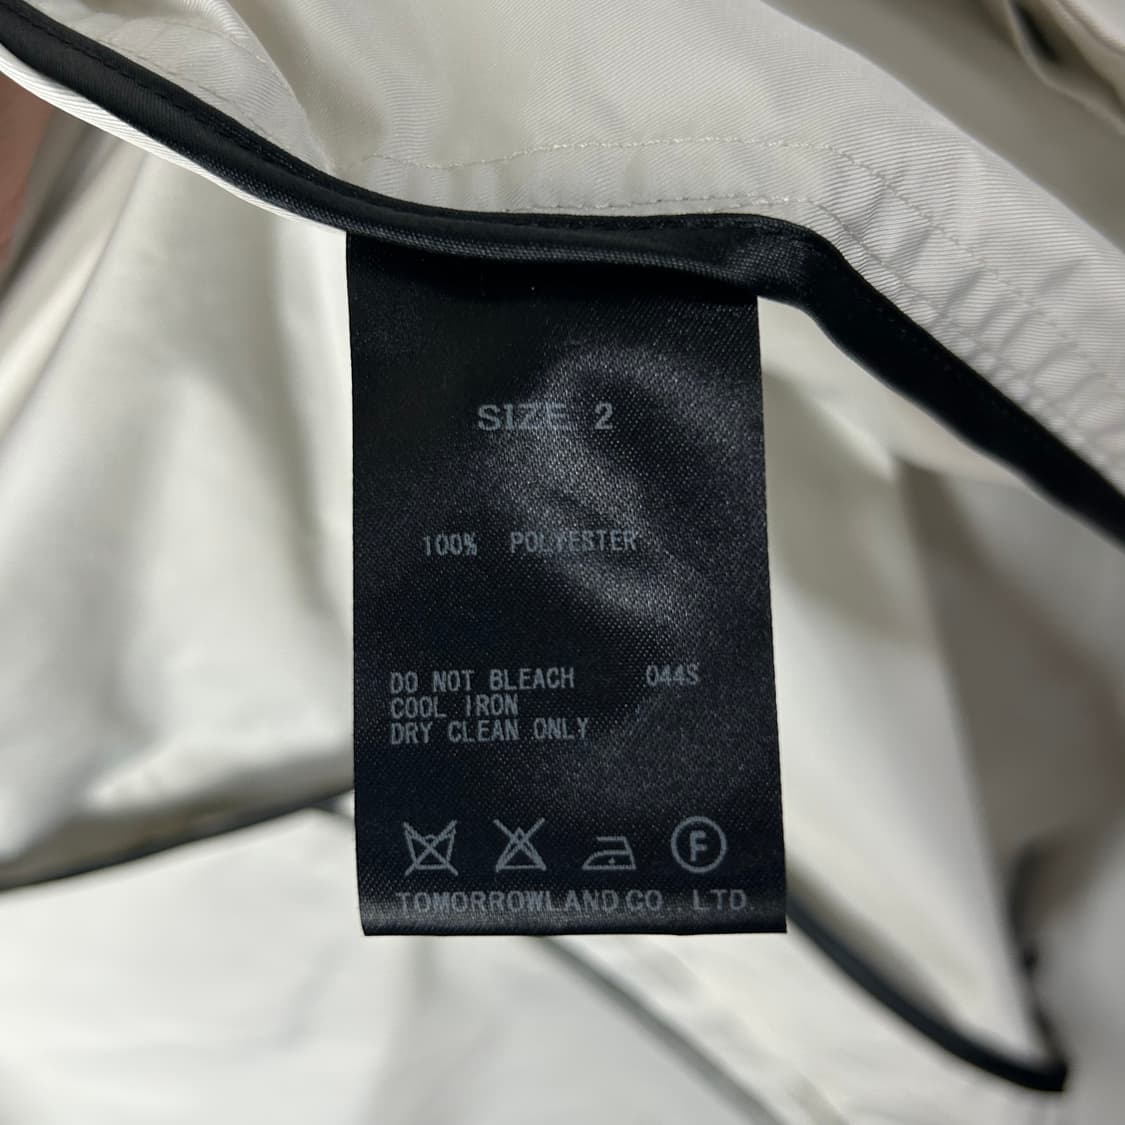 SIZE 2
100% POLYESTER
DO NOT BLEACH 044S
COOL IRON
DRY CLEAN ONLY
F
TOMORROWLAND CO., LTD.